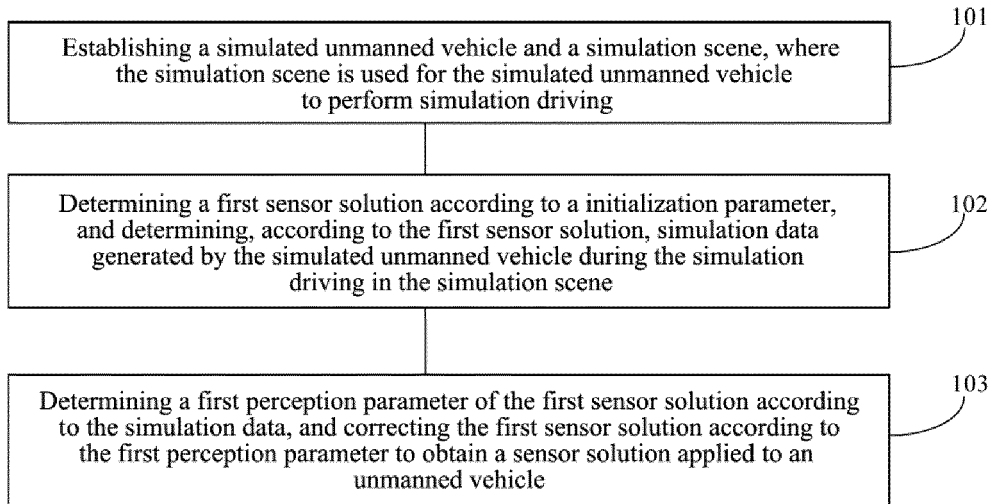 101
Establishing a simulated unmanned vehicle and a simulation scene, where
the simulation scene is used for the simulated unmanned vehicle
to perform simulation driving
102
Determining a first sensor solution according to a initialization parameter,
and determining, according to the first sensor solution, simulation data
generated by the simulated unmanned vehicle during the simulation
driving in the simulation scene
103
Determining a first perception parameter of the first sensor solution according
to the simulation data, and correcting the first sensor solution according to
the first perception parameter to obtain a sensor solution applied to an
unmanned vehicle